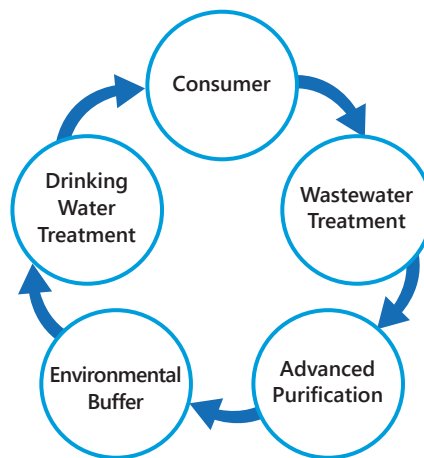 Consumer
Wastewater
Treatment
Advanced
Purification
Environmental
Buffer
Drinking
Water
Treatment